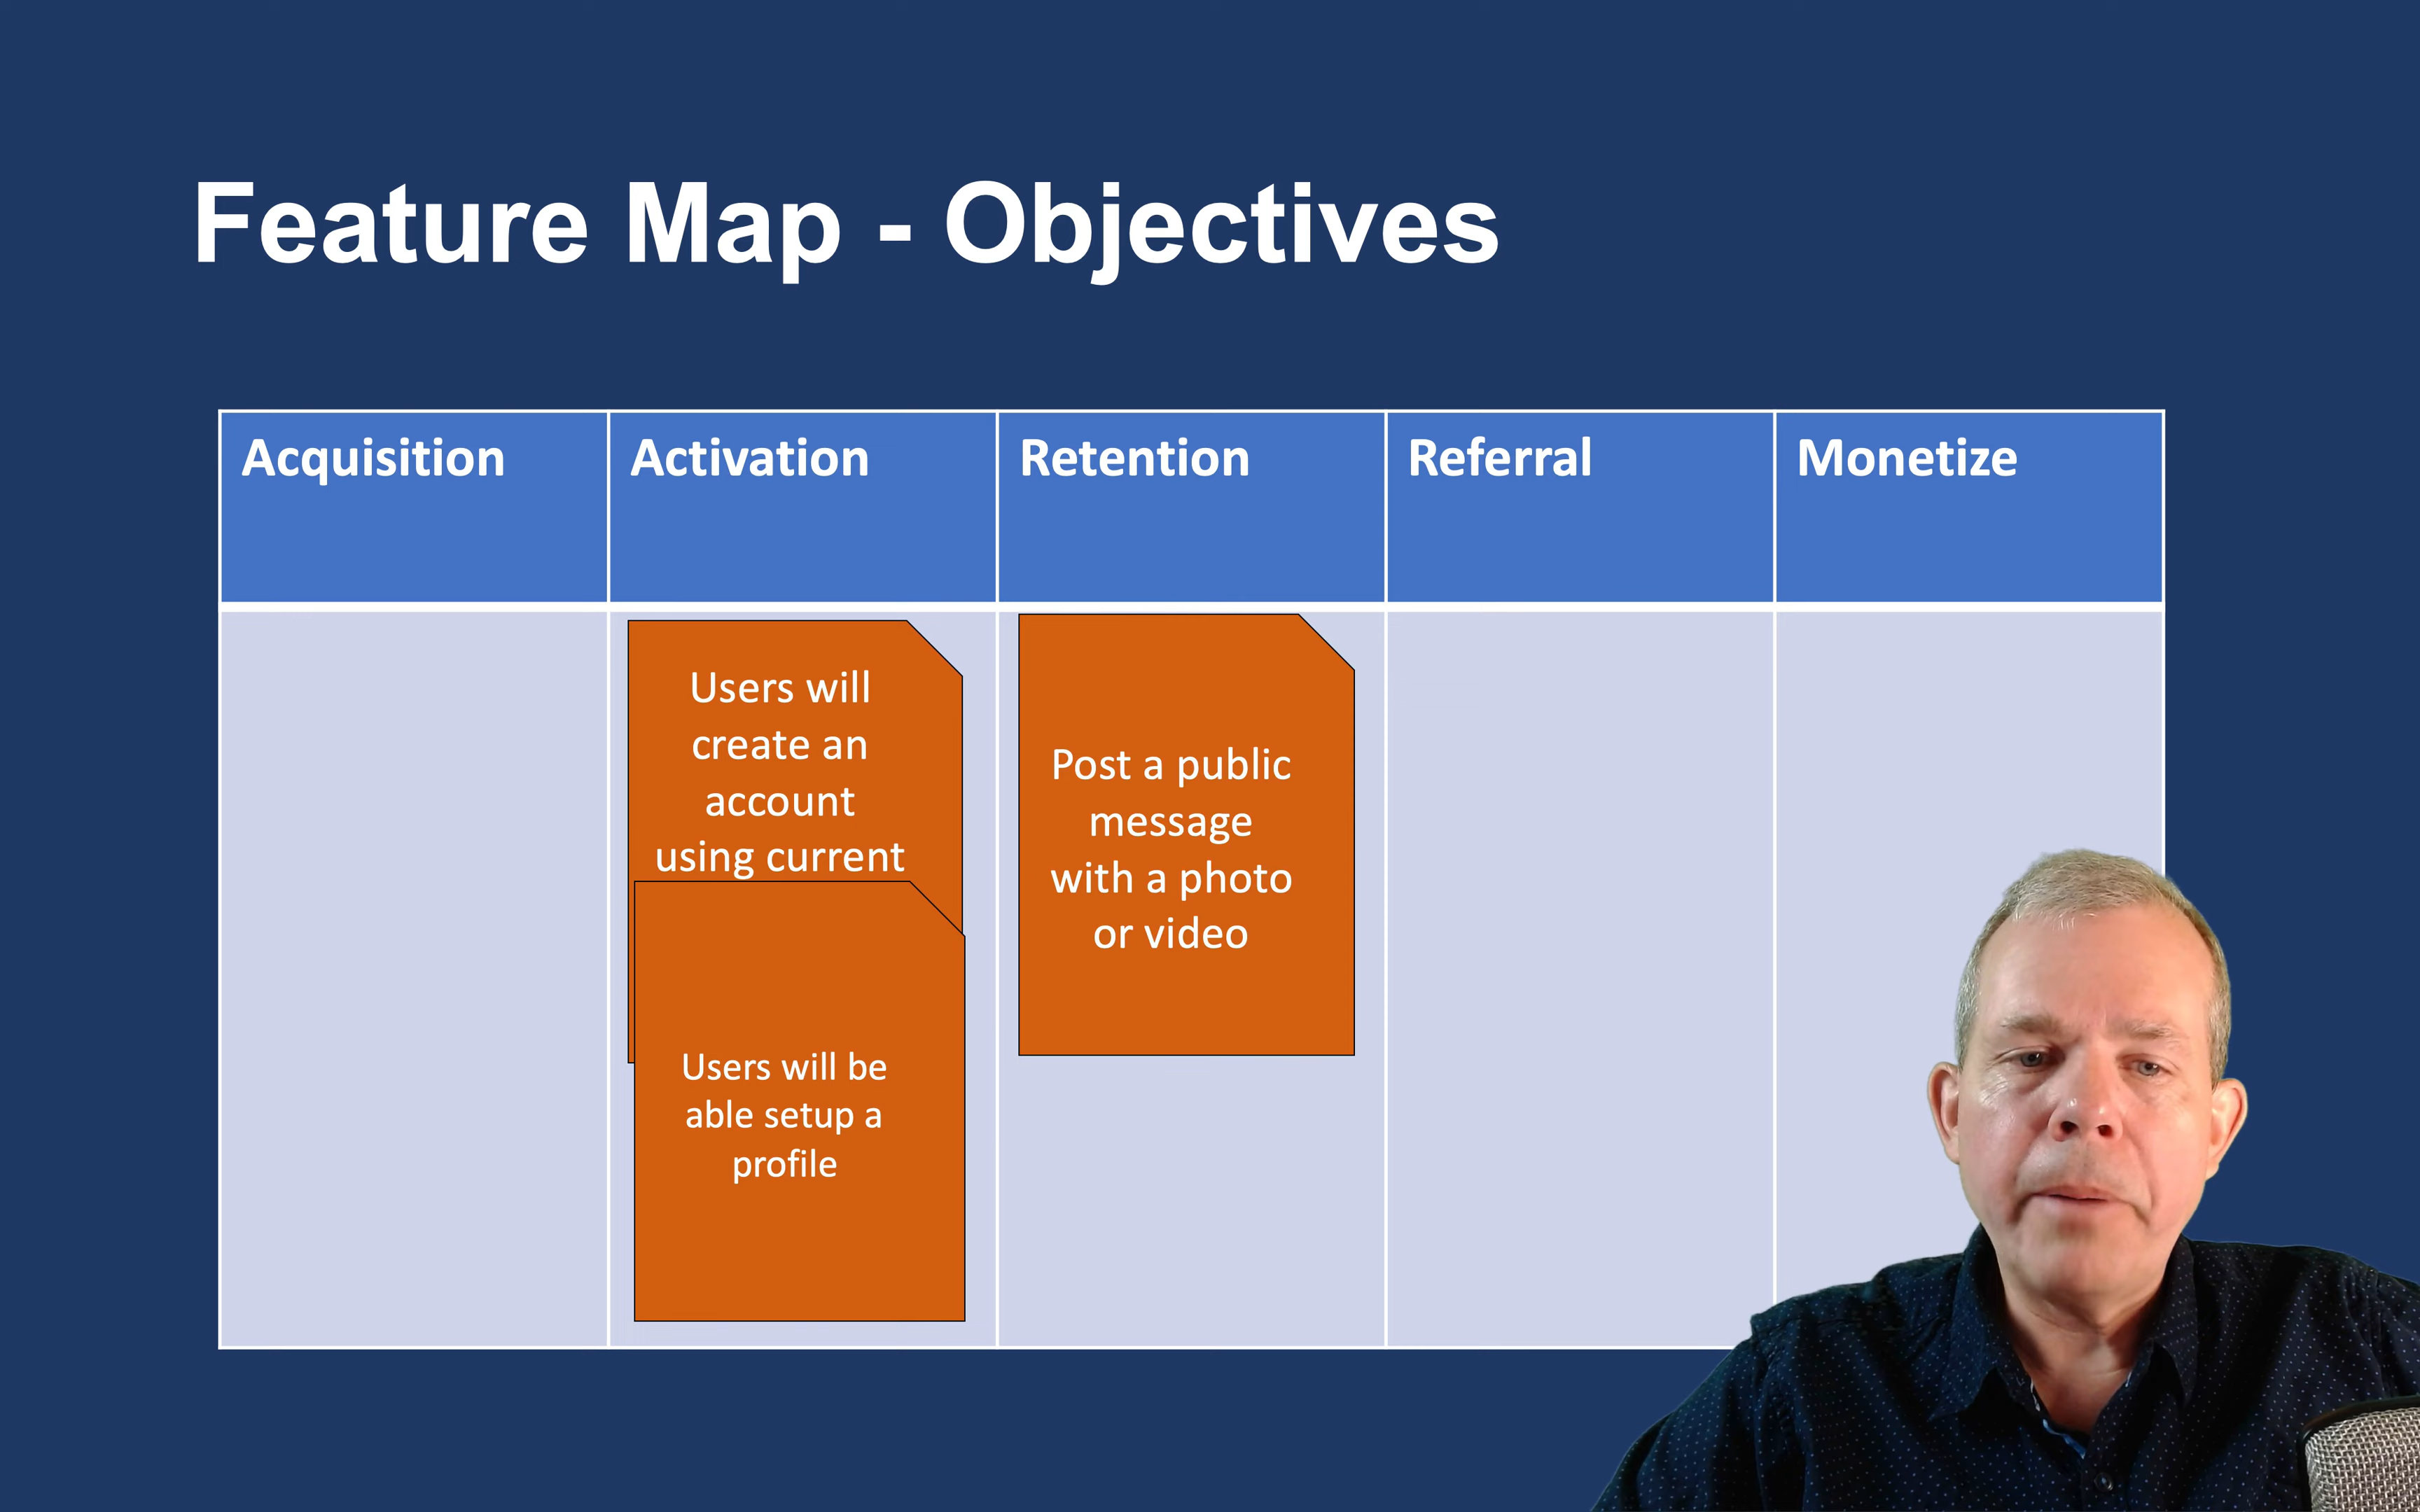 Feature Map - Objectives
Acquisition
Activation
Retention
Referral
Monetize
Users will
create an
account
using current
Users will be
able setup a
profile
Post a public
message
with a photo
or video